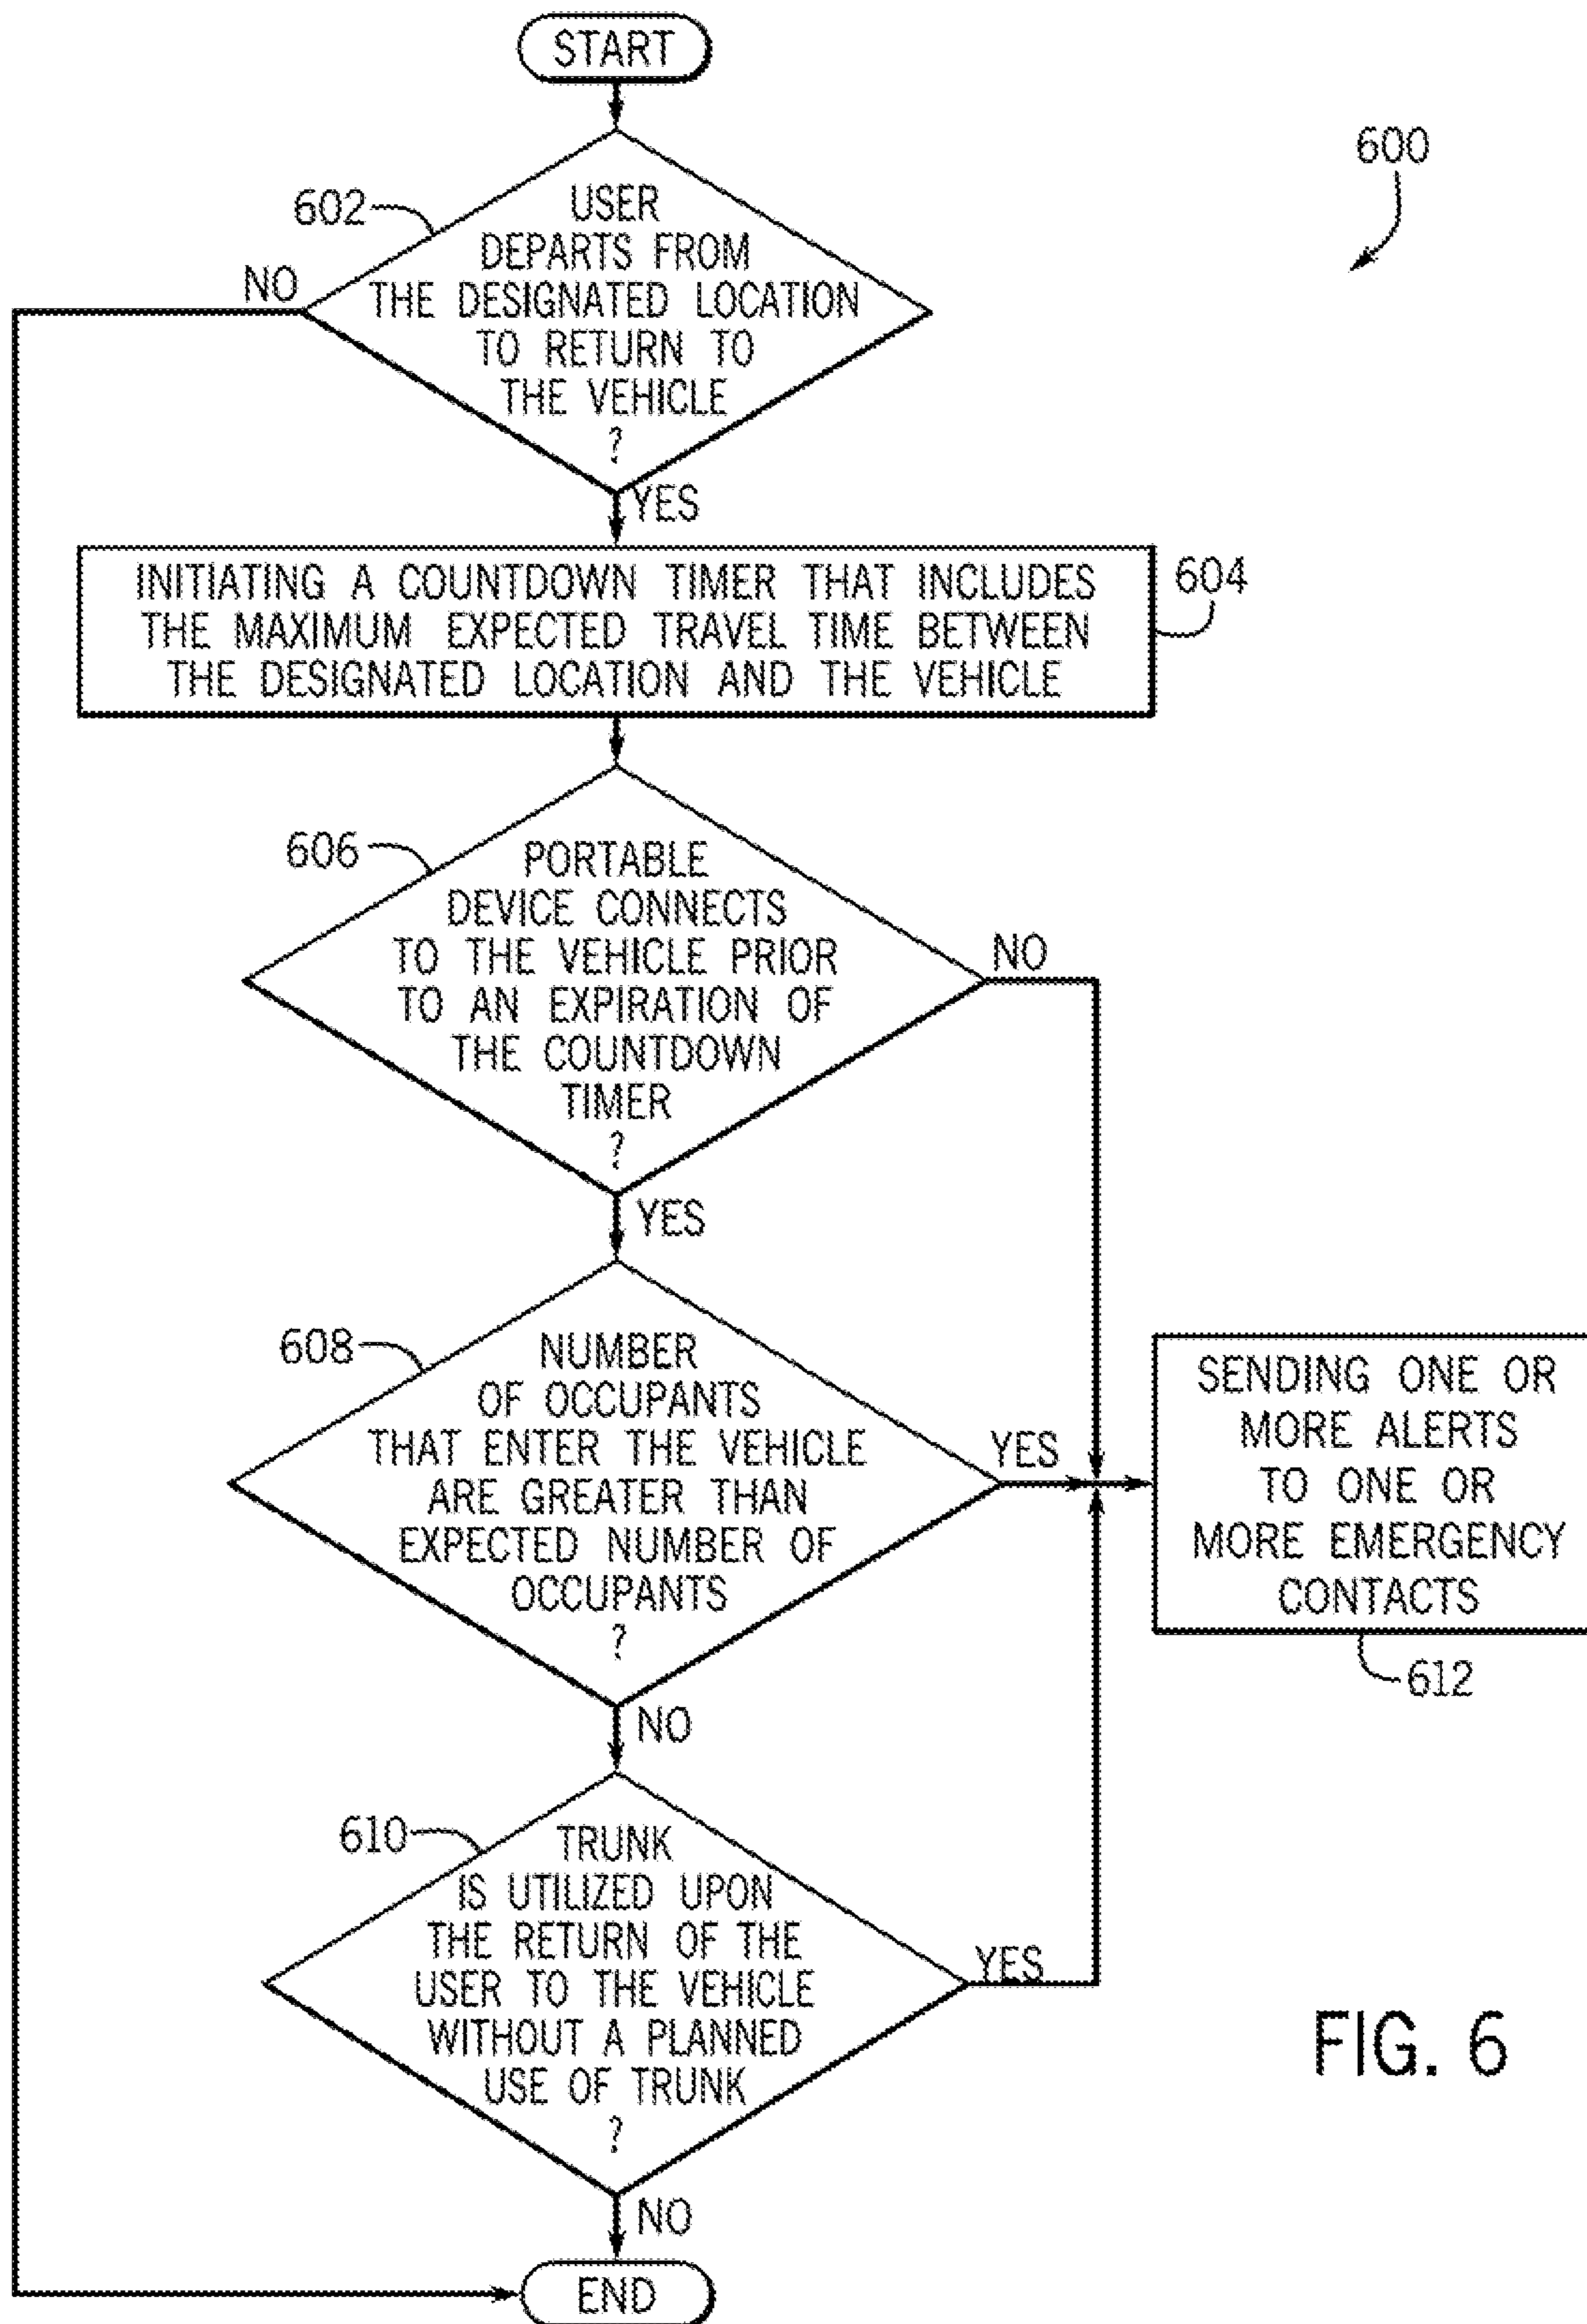 START
600
602
USER
DEPARTS FROM
THE DESIGNATED LOCATION
TO RETURN TO
THE VEHICLE
?
NO
YES
INITIATING A COUNTDOWN TIMER THAT INCLUDES
THE MAXIMUM EXPECTED TRAVEL TIME BETWEEN
THE DESIGNATED LOCATION AND THE VEHICLE
604
606
PORTABLE
DEVICE CONNECTS
TO THE VEHICLE PRIOR
TO AN EXPIRATION OF
THE COUNTDOWN
TIMER
?
NO
YES
608
NUMBER
OF OCCUPANTS
THAT ENTER THE VEHICLE
ARE GREATER THAN
EXPECTED NUMBER OF
OCCUPANTS
?
YES
NO
SENDING ONE OR
MORE ALERTS
TO ONE OR
MORE EMERGENCY
CONTACTS
612
610
TRUNK
IS UTILIZED UPON
THE RETURN OF THE
USER TO THE VEHICLE
WITHOUT A PLANNED
USE OF TRUNK
?
YES
NO
END
FIG. 6